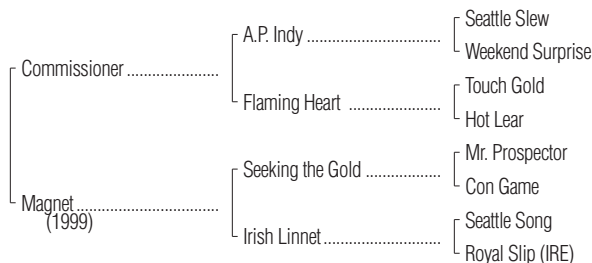 Seattle Slew
A.P. Indy ................................
Weekend Surprise
Commissioner ......................
Touch Gold
Flaming Heart ......................
Hot Lear
Mr. Prospector
Seeking the Gold ..................
Con Game
Magnet ..................................
(1999)
Seattle Song
Irish Linnet ............................
Royal Slip (IRE)